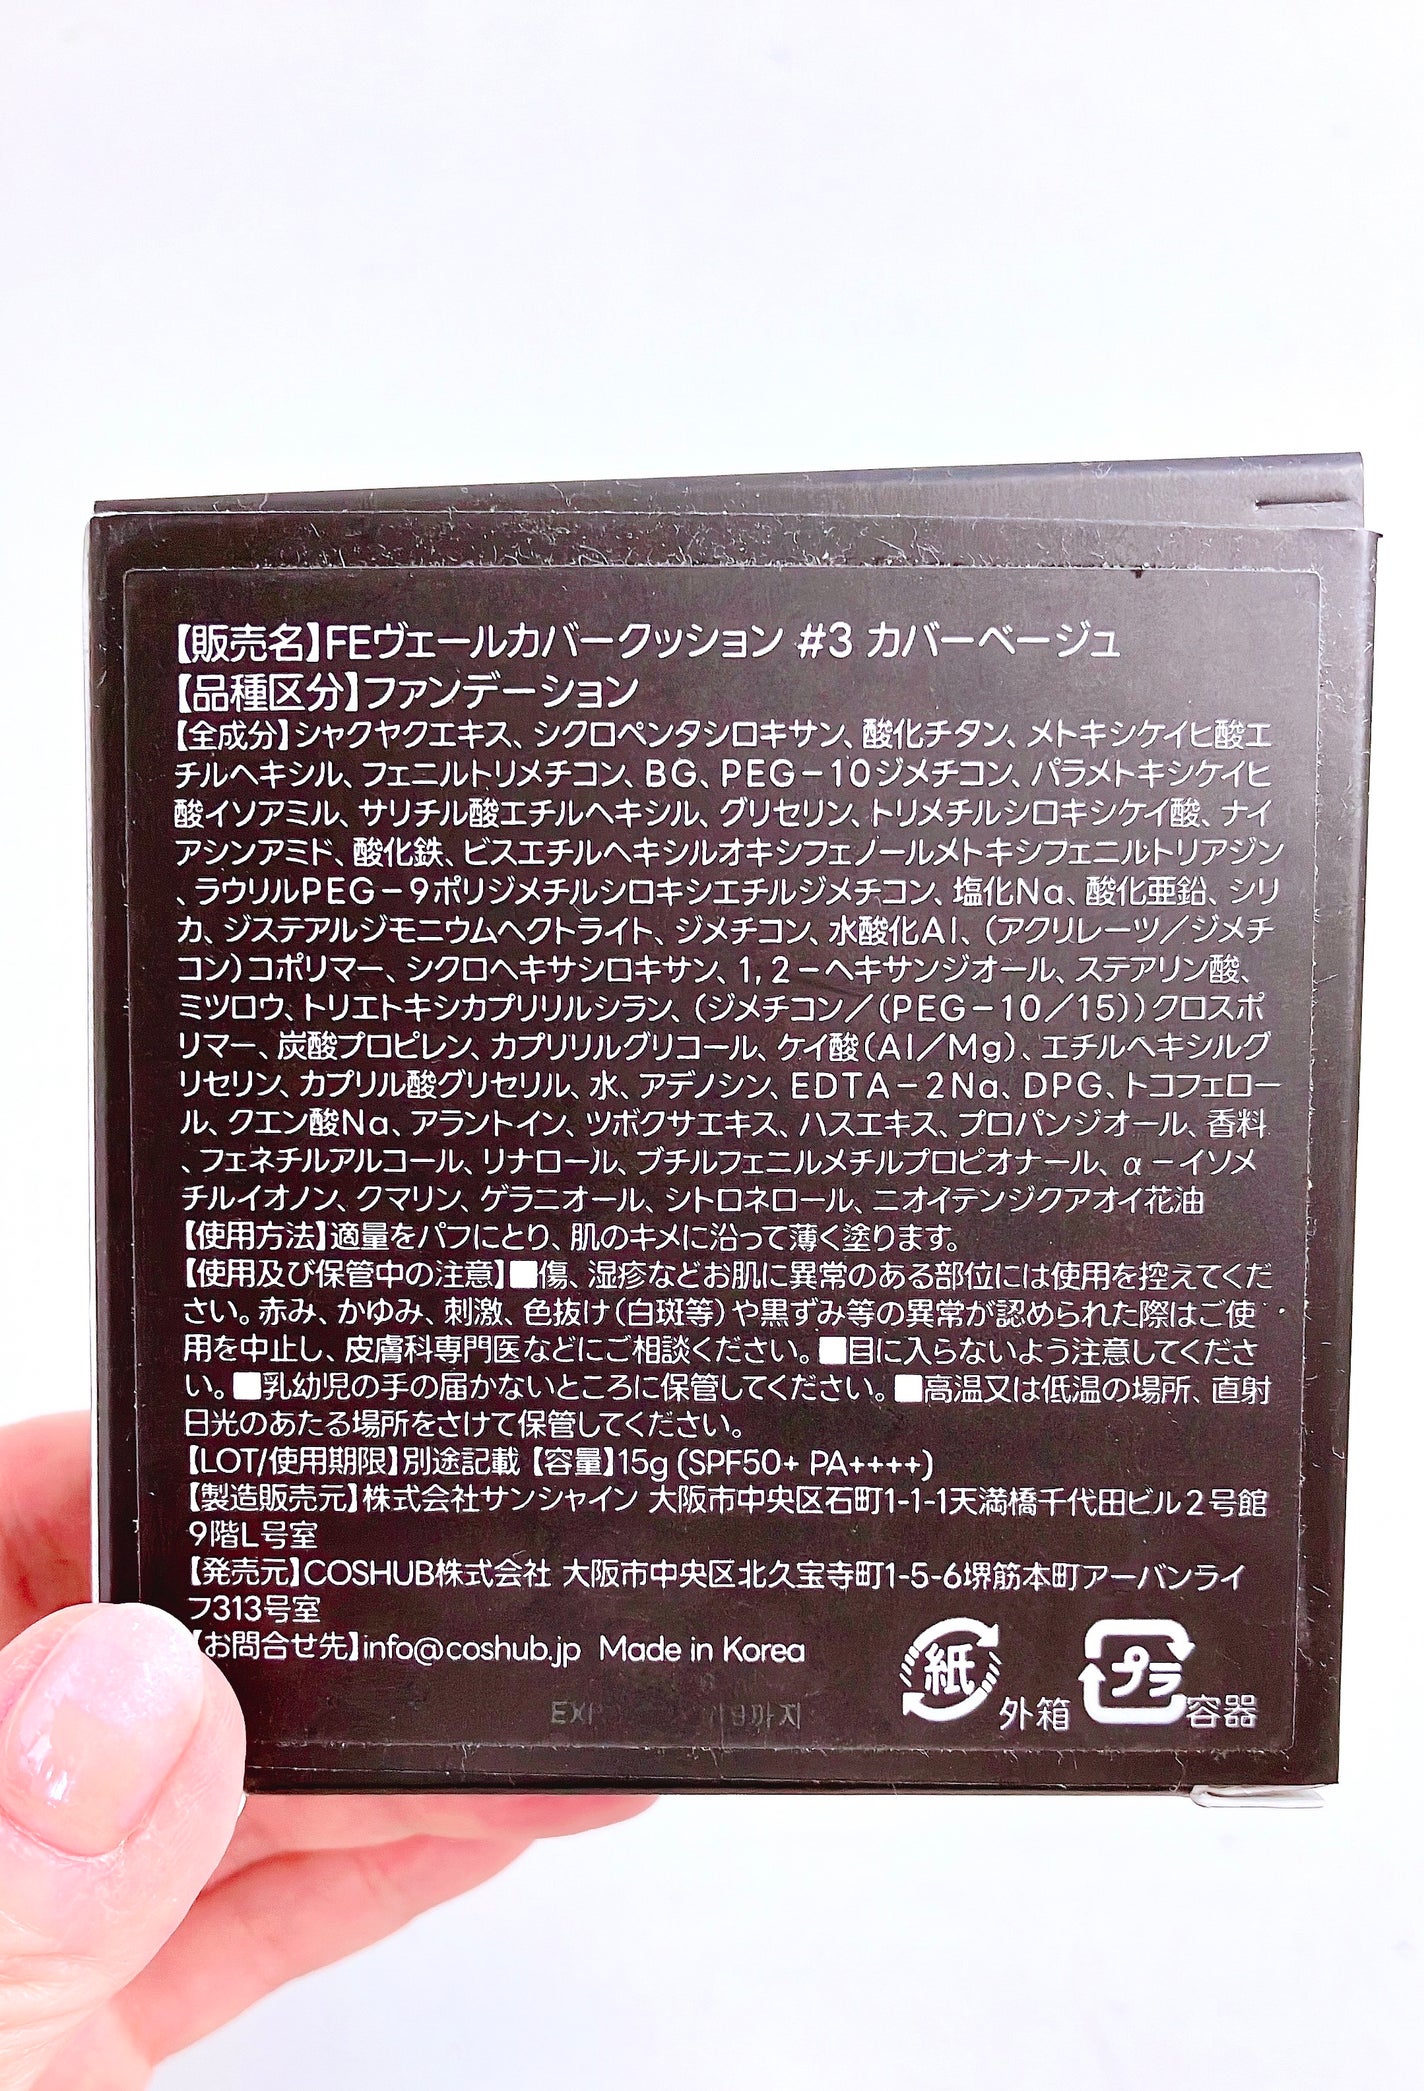 【販売名】FEヴェールカバークッション #3 カバーベージュ
【品種区分】ファンデーション
【全成分】シャクヤクエキス、シクロペンタシロキサン、酸化チタン、メトキシケイヒ酸エ
チルヘキシル、フェニルトリメチコン、BG、PEG-10ジメチコン、パラメトキシケイヒ
酸イソアミル、サリチル酸エチルヘキシル、グリセリン、トリメチルシロキシケイ酸、ナイ
アシンアミド、酸化鉄、ビスエチルヘキシルオキシフェノールメトキシフェニルトリアジン
、ラウリルPEG-9ポリジメチルシロキシエチルジメチコン、塩化Na、酸化亜鉛、シリ
カ、ジステアルジモニウムヘクトライト、ジメチコン、水酸化Al、(アクリレーツ/ジメチ
コン)コポリマー、シクロヘキサシロキサン、1,2-ヘキサンジオール、ステアリン酸、
ミツロウ、トリエトキシカプリリルシラン、(ジメチコン/(PEG-10/15))クロスポ
リマー、炭酸プロピレン、カプリリルグリコール、ケイ酸(Al/Mg)、エチルヘキシルグ
リセリン、カプリル酸グリセリル、水、アデノシン、EDTA-2Na、DPG、トコフェロー
ル、クエン酸Na、アラントイン、ツボクサエキス、ハスエキス、プロパンジオール、香料
、フェネチルアルコール、リナロール、ブチルフェニルメチルプロピオナール、α-イソメ
チルイオノン、クマリン、ゲラニオール、シトロネロール、ニオイテンジクアオイ花油
【使用方法】適量をパフにとり、肌のキメに沿って薄く塗ります。
【使用及び保管中の注意】■傷、湿疹などお肌に異常のある部位には使用を控えてくだ
さい。赤み、かゆみ、刺激、色抜け(白斑等)や黒ずみ等の異常が認められた際はご使
用を中止し、皮膚科専門医などにご相談ください。■目に入らないよう注意してくださ
い。■乳幼児の手の届かないところに保管してください。■高温又は低温の場所、直射
日光のあたる場所をさけて保管してください。
【LOT/使用期限】別途記載【容量】15g (SPF50+ PA++++)
【製造販売元】株式会社サンシャイン 大阪市中央区石町1-1-1天満橋千代田ビル2号館
9階L号室
【発売元】COSHUB株式会社 大阪市中央区北久宝寺町1-5-6堺筋本町アーバンライ
フ313号室
【お問合せ先】info@coshub.jp Made in Korea
紙 外箱 プラ 容器
까지